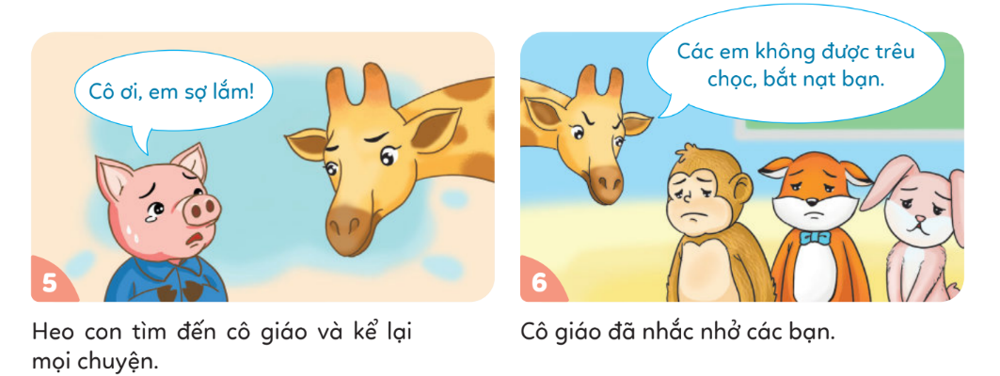 Cô ơi, em sợ lắm!
5
Heo con tìm đến cô giáo và kể lại
mọi chuyện.
Các em không được trêu
chọc, bắt nạt bạn.
6
Cô giáo đã nhắc nhở các bạn.